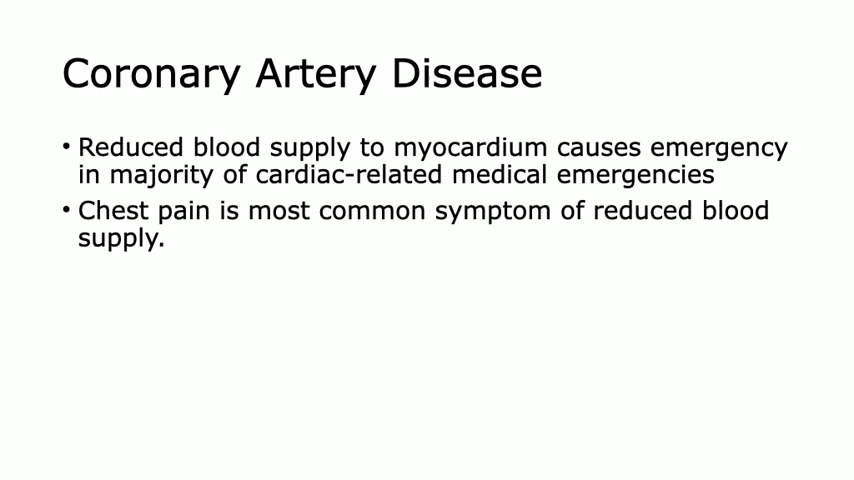 Coronary Artery Disease
• Reduced blood supply to myocardium causes emergency
in majority of cardiac-related medical emergencies
• Chest pain is most common symptom of reduced blood
supply.